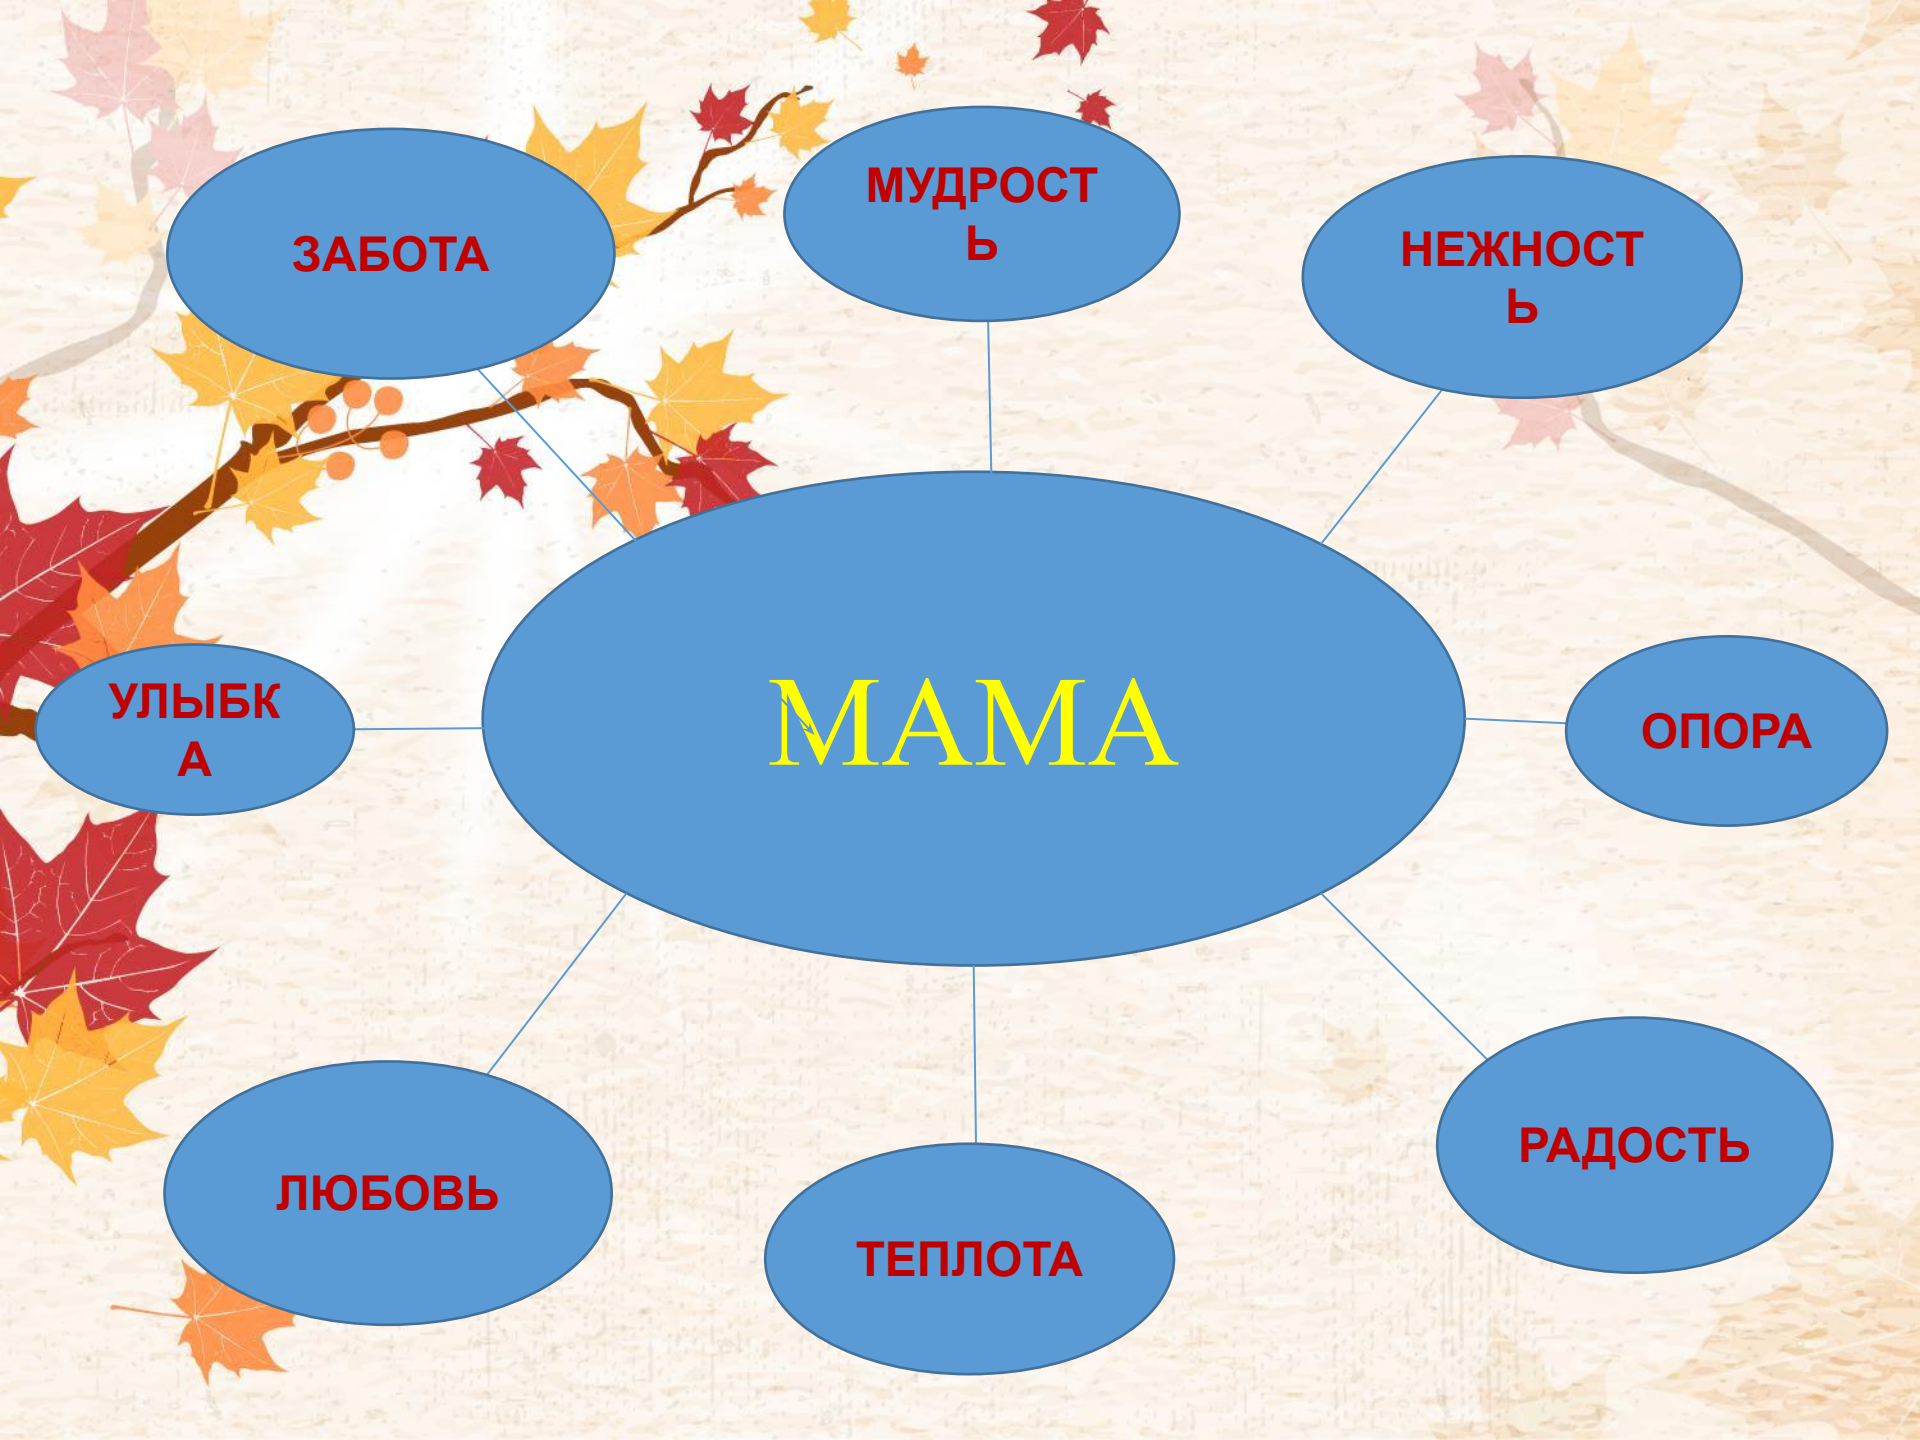 МУДРОСТ
Ь
ЗАБОТА
НЕЖНОСТ
Ь
УЛЫБК
А
МАМА
ОПОРА
ЛЮБОВЬ
ТЕПЛОТА
РАДОСТЬ